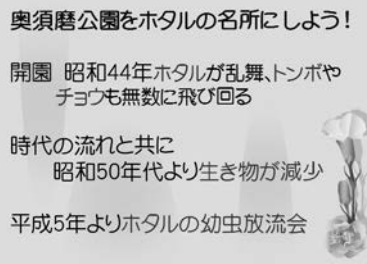 奥須磨公園をホタルの名所にしよう！
開園 昭和44年ホタルが乱舞、トンボや
チョウも無数に飛び回る
時代の流れと共に
昭和50年代より生き物が減少
平成5年よりホタルの幼虫放流会